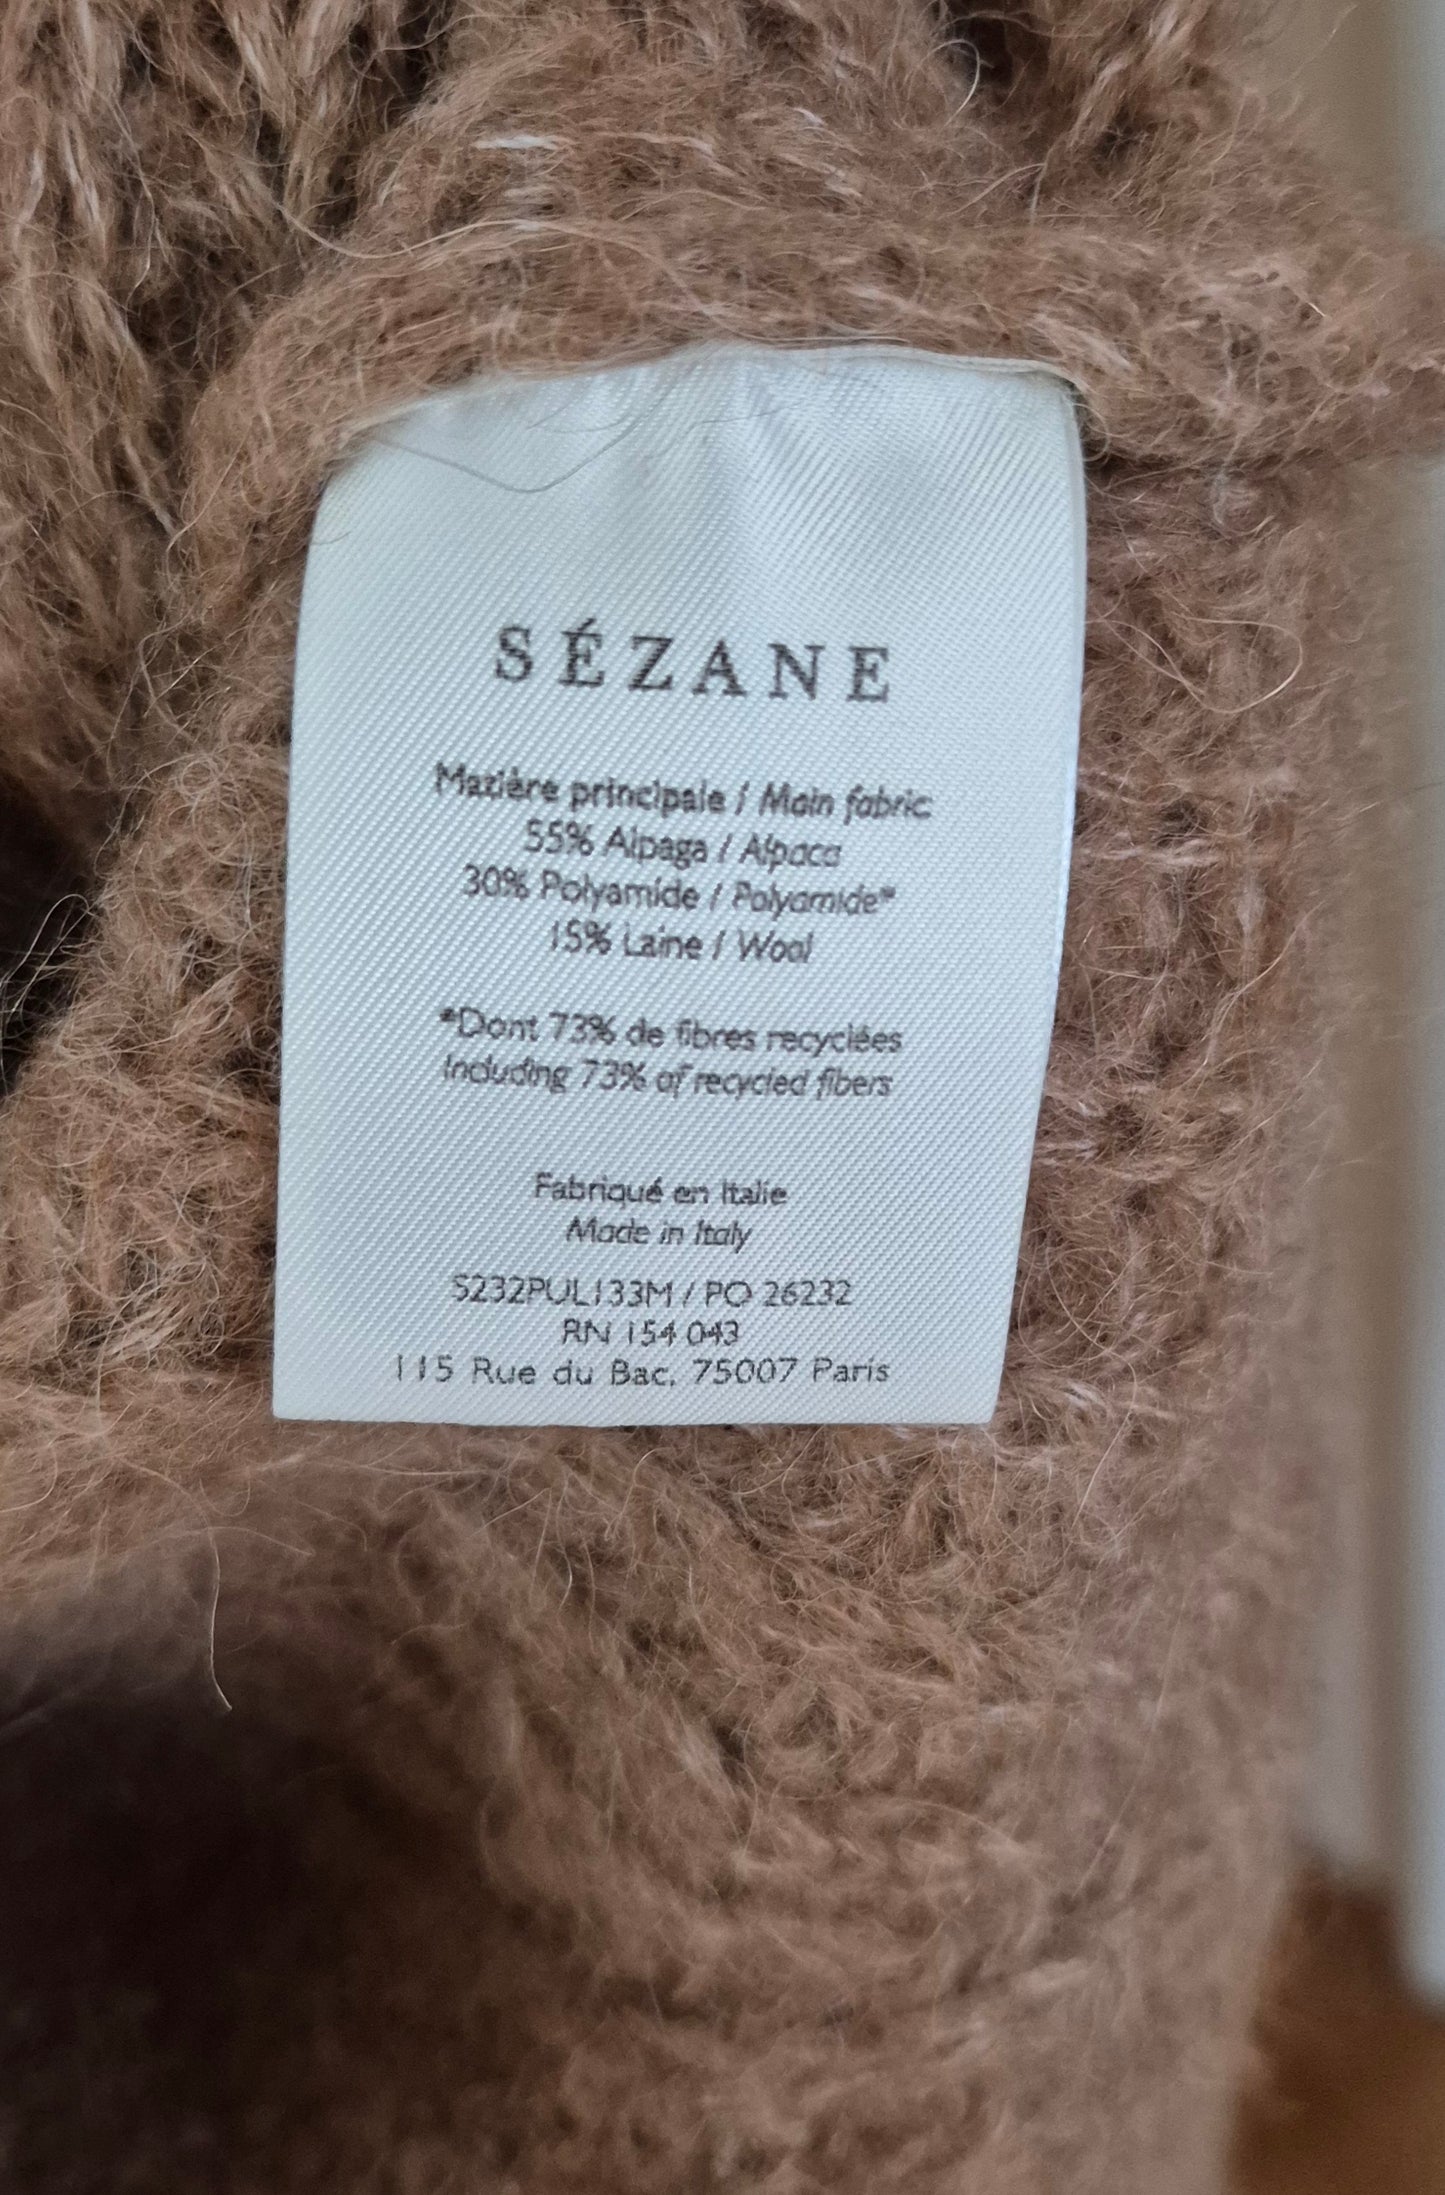 SÉZANE
Matière principale / Main fabric
55% Alpaga / Alpaca
30% Polyamide / Polyamide*
15% Laine / Wool
*Dont 73% de fibres recyclées
Including 73% of recycled fibers
Fabriqué en Italie
Made in Italy
S232PUL133M / PO 26232
RN 154 043
115 Rue du Bac, 75007 Paris